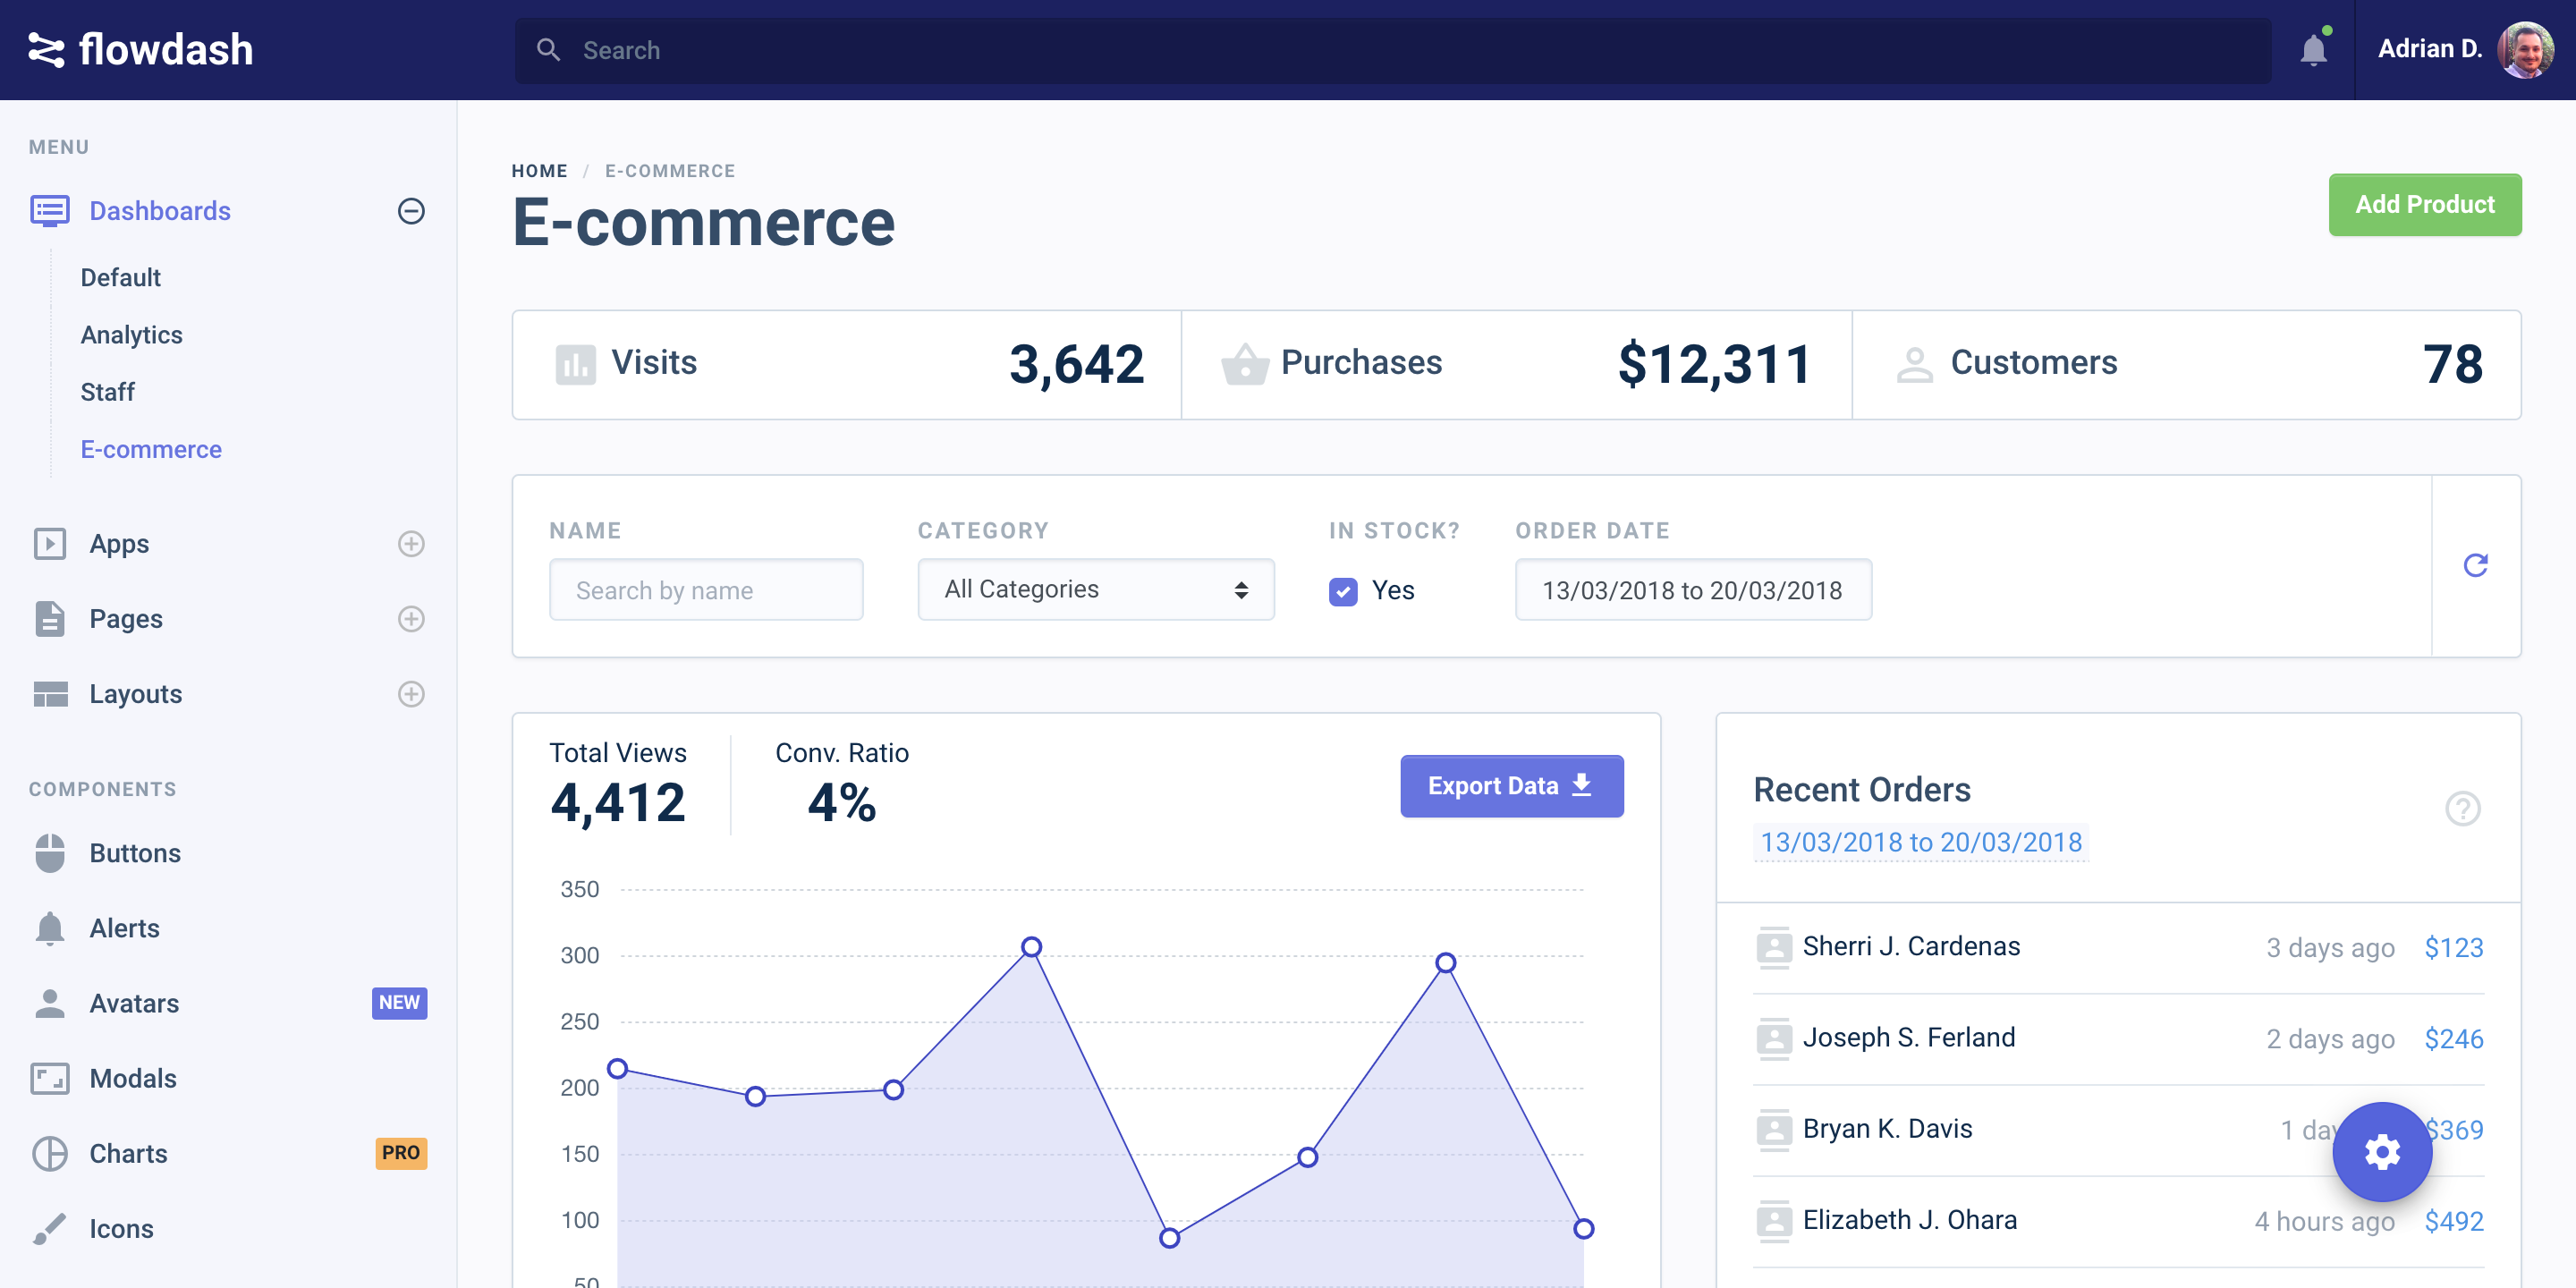 flowdash
Search
Adrian D.
MENU
Dashboards
Default
Analytics
Staff
E-commerce
Apps
Pages
Layouts
COMPONENTS
Buttons
Alerts
Avatars NEW
Modals
Charts PRO
Icons
HOME / E-COMMERCE
E-commerce
Add Product
Visits 3,642
Purchases $12,311
Customers 78
NAME
Search by name
CATEGORY
All Categories
IN STOCK?
Yes
ORDER DATE
13/03/2018 to 20/03/2018
Total Views
4,412
Conv. Ratio
4%
Export Data
350
300
250
200
150
100
50
Recent Orders
13/03/2018 to 20/03/2018
?
Sherri J. Cardenas 3 days ago $123
Joseph S. Ferland 2 days ago $246
Bryan K. Davis 1 day $369
Elizabeth J. Ohara 4 hours ago $492